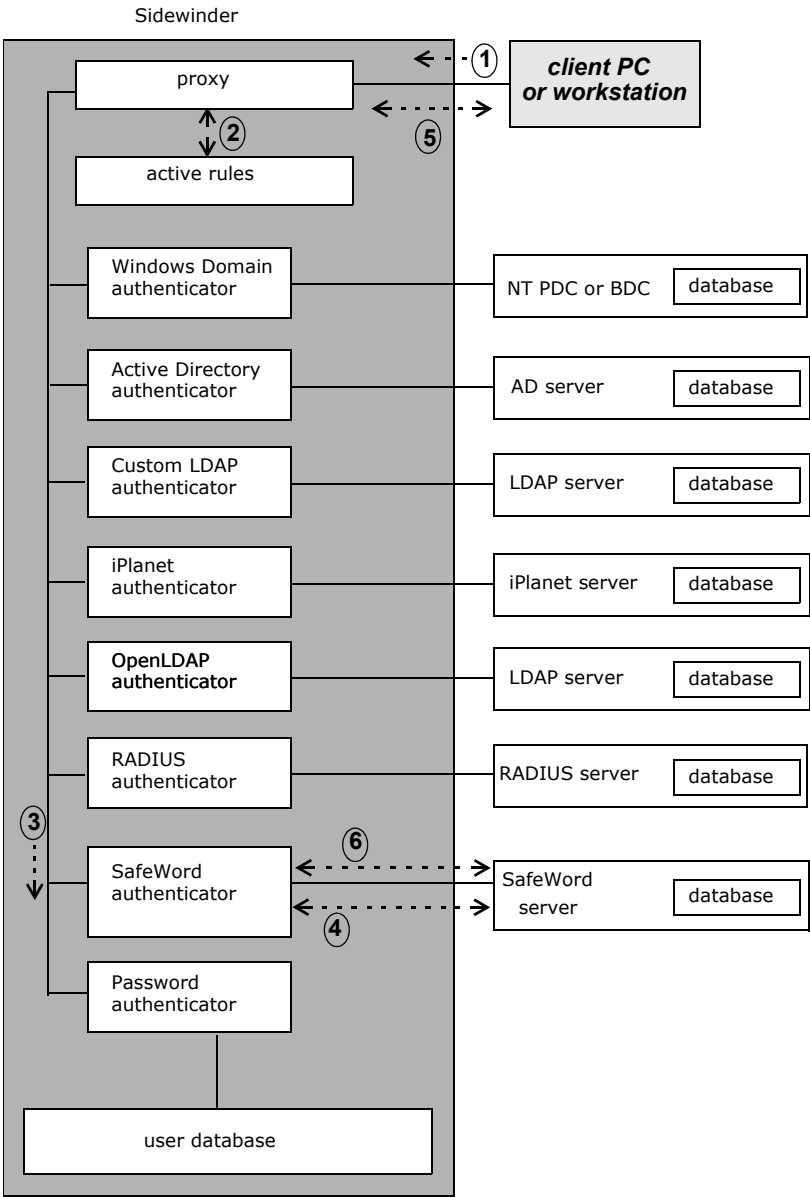 Sidewinder
proxy
1
client PC
or workstation
2
5
active rules
Windows Domain
authenticator
NT PDC or BDC
database
Active Directory
authenticator
AD server
database
Custom LDAP
authenticator
LDAP server
database
iPlanet
authenticator
iPlanet server
database
OpenLDAP
authenticator
LDAP server
database
RADIUS
authenticator
RADIUS server
database
3
6
SafeWord
authenticator
SafeWord
server
database
4
Password
authenticator
user database